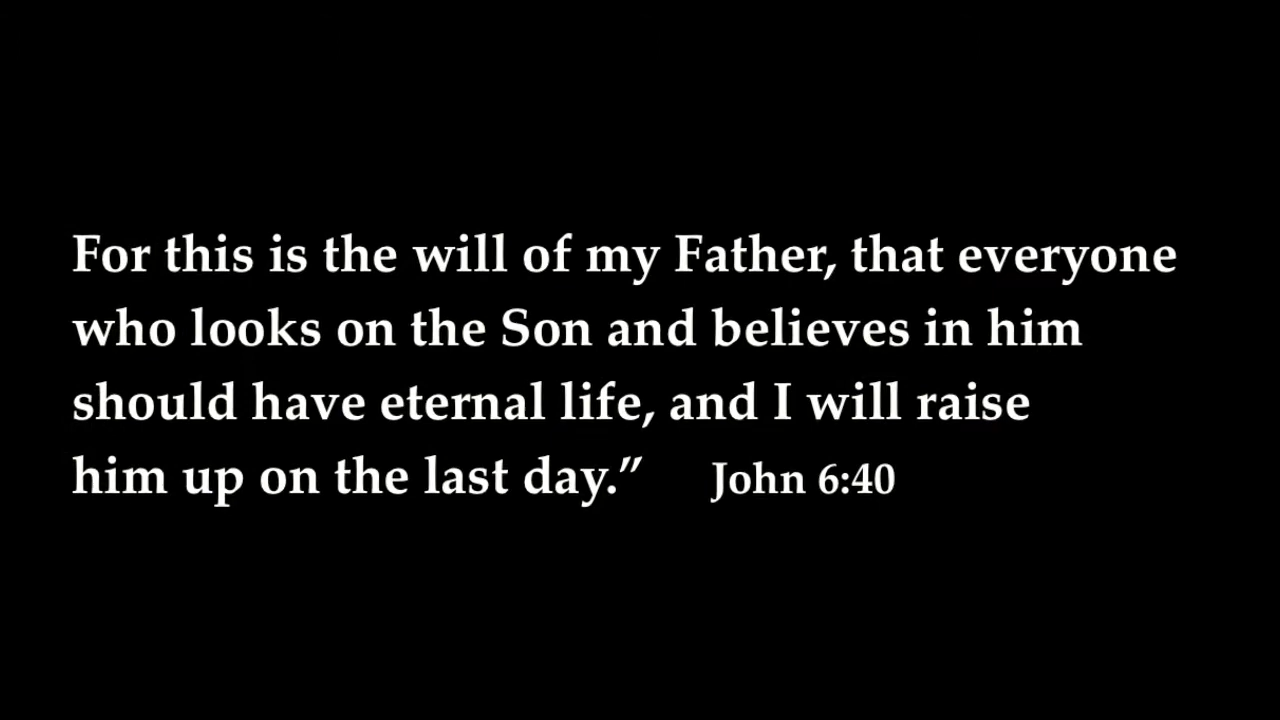 For this is the will of my Father, that everyone
who looks on the Son and believes in him
should have eternal life, and I will raise
him up on the last day.” John 6:40